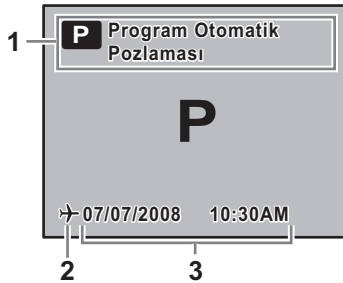 1
P Program Otomatik
Pozlaması
P
07/07/2008 10:30AM
2 3